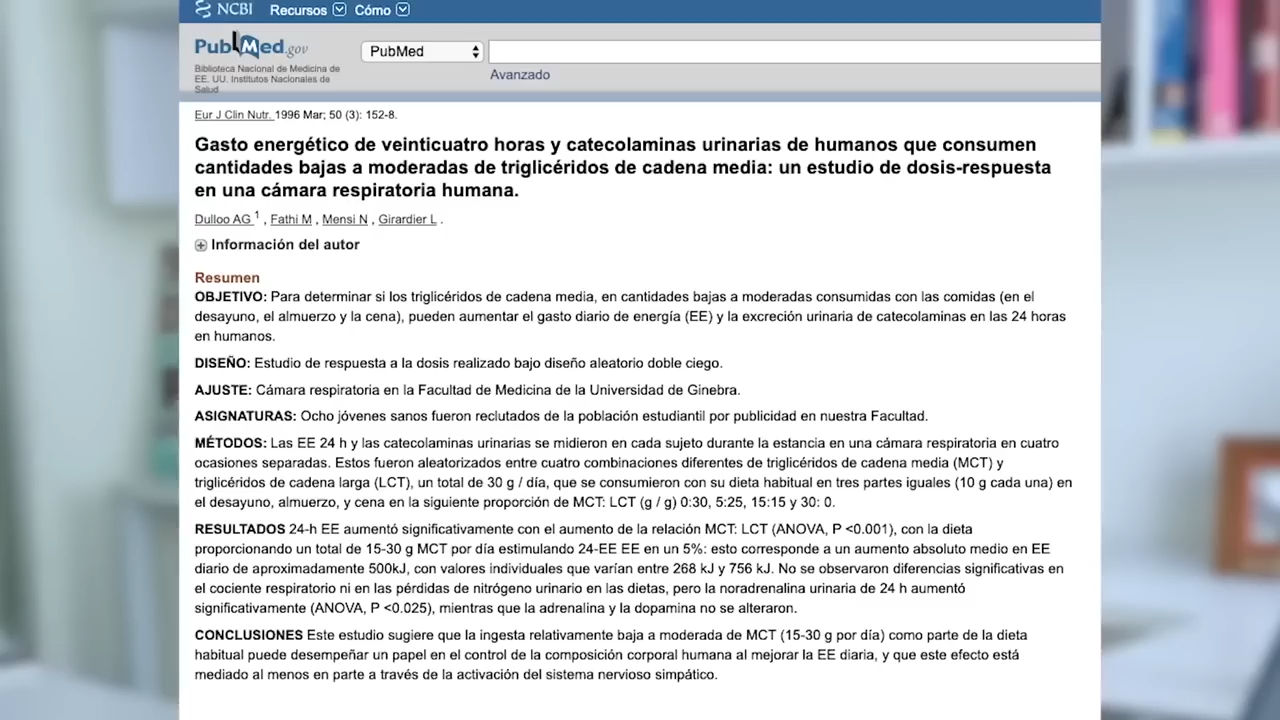 NCBI Recursos Cómo
PubMed.gov
PubMed
Biblioteca Nacional de Medicina de
EE. UU. Institutos Nacionales de
Salud
Avanzado
Eur J Clin Nutr. 1996 Mar; 50 (3): 152-8.
Gasto energético de veinticuatro horas y catecolaminas urinarias de humanos que consumen
cantidades bajas a moderadas de triglicéridos de cadena media: un estudio de dosis-respuesta
en una cámara respiratoria humana.
Dulloo AG 1 , Fathi M , Mensi N , Girardier L .
Información del autor
Resumen
OBJETIVO: Para determinar si los triglicéridos de cadena media, en cantidades bajas a moderadas consumidas con las comidas (en el
desayuno, el almuerzo y la cena), pueden aumentar el gasto diario de energía (EE) y la excreción urinaria de catecolaminas en las 24 horas
en humanos.
DISEÑO: Estudio de respuesta a la dosis realizado bajo diseño aleatorio doble ciego.
AJUSTE: Cámara respiratoria en la Facultad de Medicina de la Universidad de Ginebra.
ASIGNATURAS: Ocho jóvenes sanos fueron reclutados de la población estudiantil por publicidad en nuestra Facultad.
MÉTODOS: Las EE 24 h y las catecolaminas urinarias se midieron en cada sujeto durante la estancia en una cámara respiratoria en cuatro
ocasiones separadas. Estos fueron aleatorizados entre cuatro combinaciones diferentes de triglicéridos de cadena media (MCT) y
triglicéridos de cadena larga (LCT), un total de 30 g / día, que se consumieron con su dieta habitual en tres partes iguales (10 g cada una) en
el desayuno, almuerzo, y cena en la siguiente proporción de MCT: LCT (g / g) 0:30, 5:25, 15:15 y 30: 0.
RESULTADOS 24-h EE aumentó significativamente con el aumento de la relación MCT: LCT (ANOVA, P <0.001), con la dieta
proporcionando un total de 15-30 g MCT por día estimulando 24-EE EE en un 5%: esto corresponde a un aumento absoluto medio en EE
diario de aproximadamente 500kJ, con valores individuales que varían entre 268 kJ y 756 kJ. No se observaron diferencias significativas en
el cociente respiratorio ni en las pérdidas de nitrógeno urinario en las dietas, pero la noradrenalina urinaria de 24 h aumentó
significativamente (ANOVA, P <0.025), mientras que la adrenalina y la dopamina no se alteraron.
CONCLUSIONES Este estudio sugiere que la ingesta relativamente baja a moderada de MCT (15-30 g por día) como parte de la dieta
habitual puede desempeñar un papel en el control de la composición corporal humana al mejorar la EE diaria, y que este efecto está
mediado al menos en parte a través de la activación del sistema nervioso simpático.